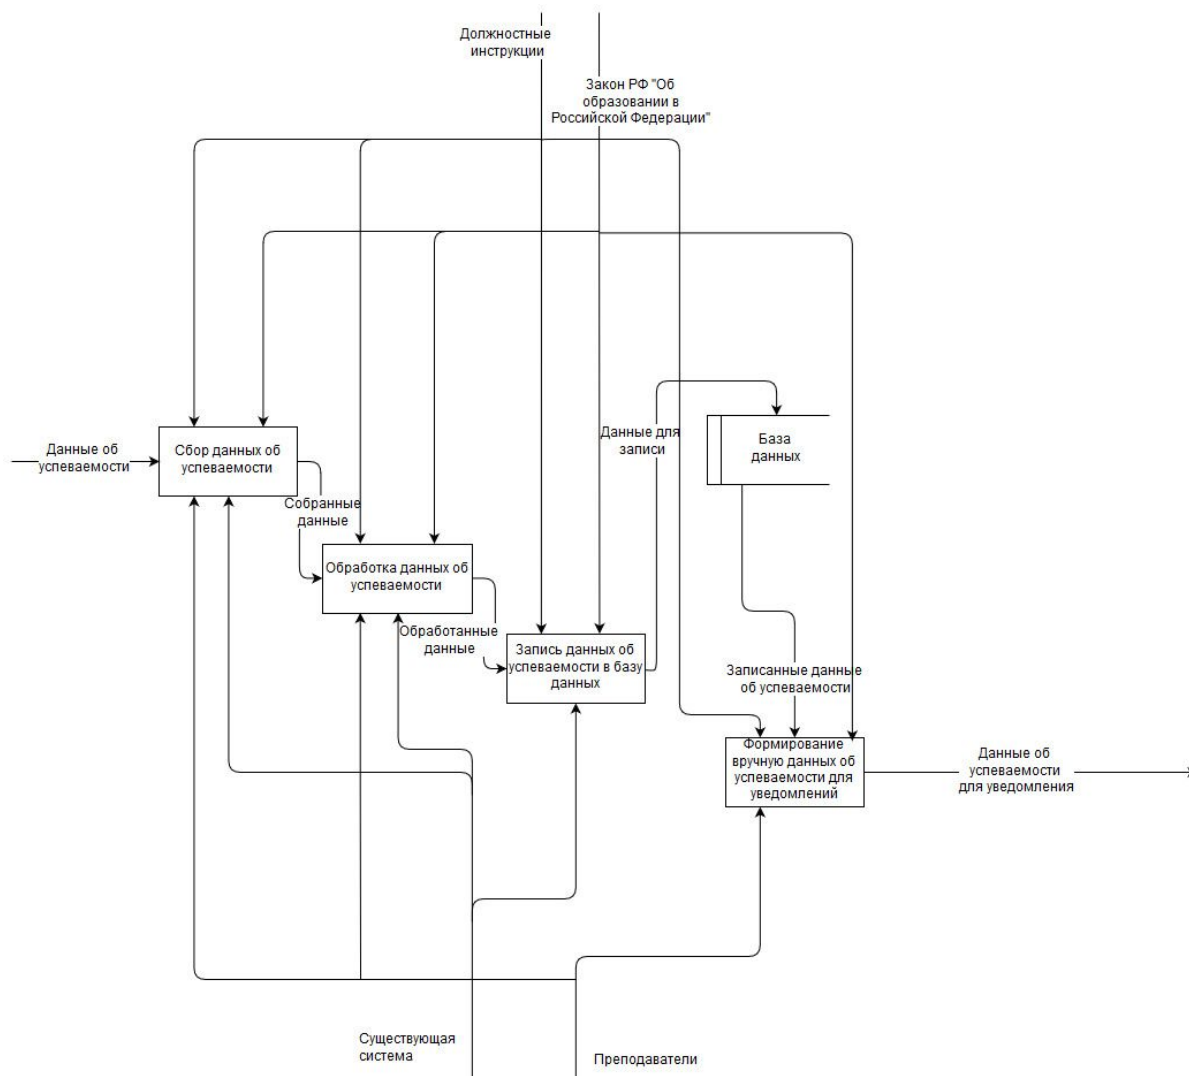 Должностные
инструкции
Закон РФ "Об
образовании в
Российской Федерации"
Данные об
успеваемости
Сбор данных об
успеваемости
Данные для
записи
База
данных
Собранные
данные
Обработка данных об
успеваемости
Обработанные
данные
Запись данных об
успеваемости в базу
данных
Записанные данные
об успеваемости
Формирование
вручную данных об
успеваемости для
уведомлений
Данные об
успеваемости
для уведомления
Существующая
система
Преподаватели